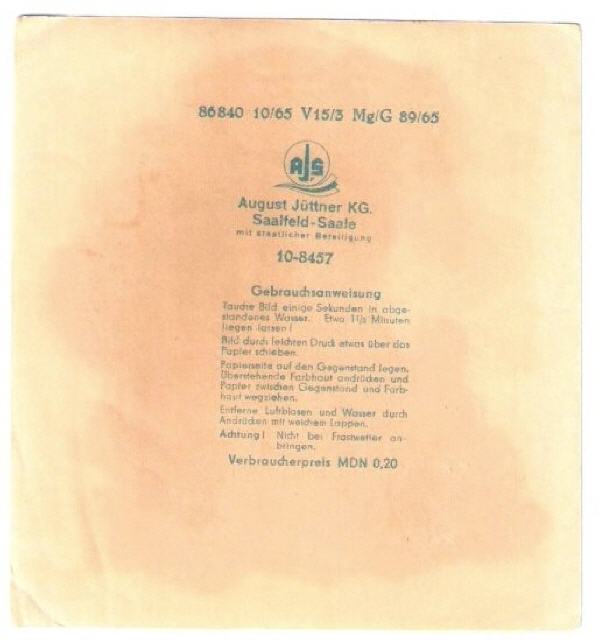 86840 10/65 V15/3 Mg/G 89/65
AJS
August Jüttner KG.
Saalfeld-Saale
mit staatlicher Beteiligung
10-8457
Gebrauchsanweisung
Tauche Bild einige Sekunden in abge-
standenes Wasser. Etwa 1½ Minuten
liegen lassen!
Bild durch leichten Druck etwas über das
Papier schieben.
Papierseite auf den Gegenstand legen.
Überstehende Farbhaut andrücken und
Papier zwischen Gegenstand und Farb-
haut wegziehen.
Entferne Luftblasen und Wasser durch
Andrücken mit weichem Lappen.
Achtung! Nicht bei Frostwetter an-
bringen.
Verbraucherpreis MDN 0,20